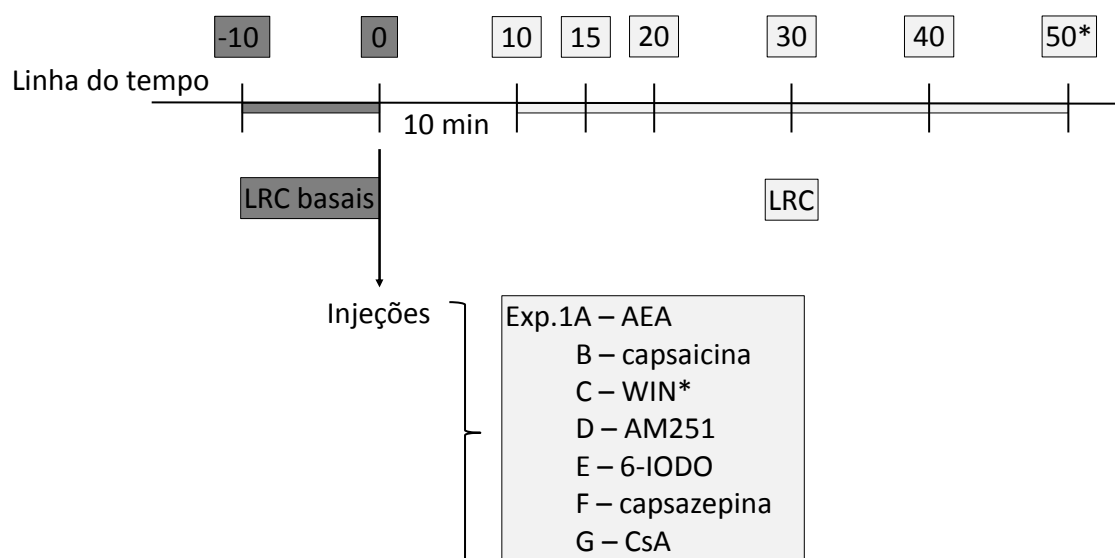 -10 0 10 15 20 30 40 50*
Linha do tempo
10 min
LRC basais LRC
Injeções
Exp.1A – AEA
B – capsaicina
C – WIN*
D – AM251
E – 6-IODO
F – capsazepina
G – CsA